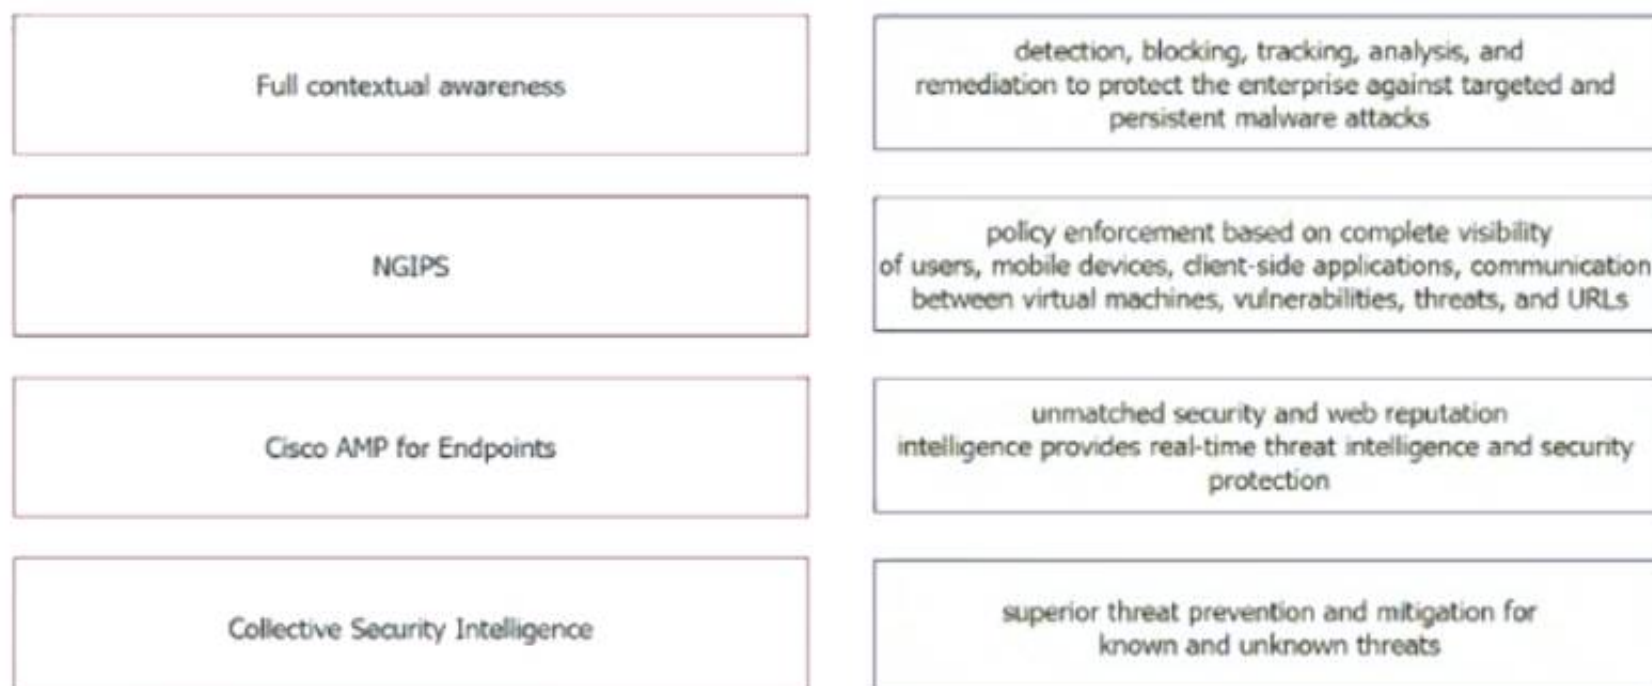 Full contextual awareness
detection, blocking, tracking, analysis, and
remediation to protect the enterprise against targeted and
persistent malware attacks
NGIPS
policy enforcement based on complete visibility
of users, mobile devices, client-side applications, communication
between virtual machines, vulnerabilities, threats, and URLs
Cisco AMP for Endpoints
unmatched security and web reputation
intelligence provides real-time threat intelligence and security
protection
Collective Security Intelligence
superior threat prevention and mitigation for
known and unknown threats